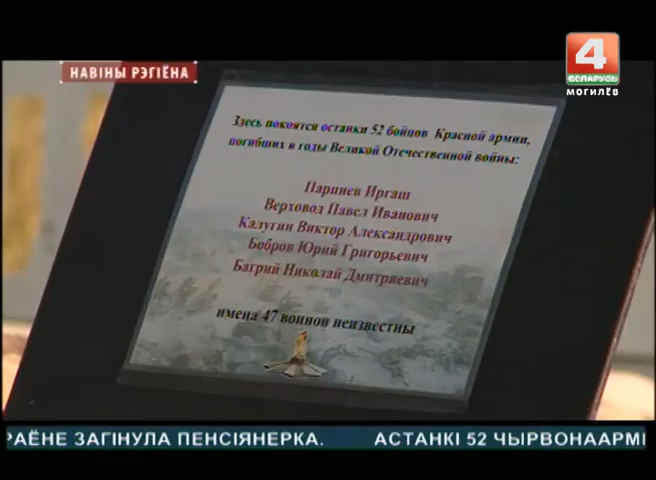 НАВІНЫ РЭГІЁНА
4
БЕЛАРУСЬ
МОГИЛЁВ
Здесь покоятся останки 52 бойцов Красной армии,
погибших в годы Великой Отечественной войны:
Парпиев Иргаш
Верховод Павел Иванович
Калугин Виктор Александрович
Бобров Юрий Григорьевич
Багрий Николай Дмитриевич
имена 47 воинов неизвестны
РАЁНЕ ЗАГІНУЛА ПЕНСІЯНЕРКА. АСТАНКІ 52 ЧЫРВОНААРМІ